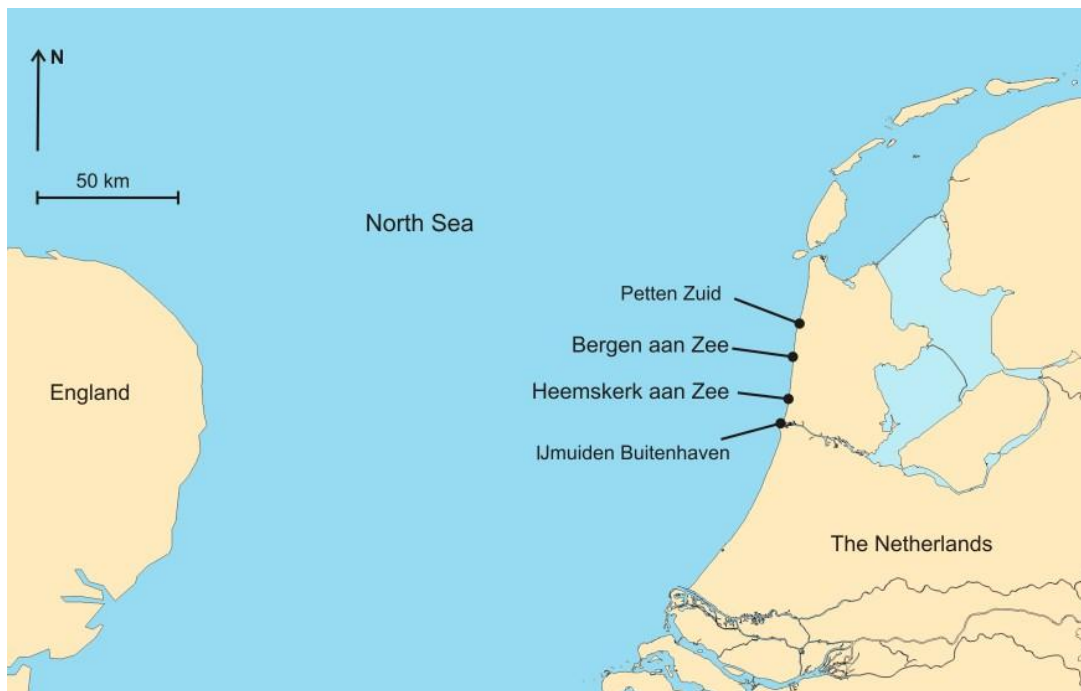 N
50 km
North Sea
Petten Zuid
Bergen aan Zee
England
Heemskerk aan Zee
IJmuiden Buitenhaven
The Netherlands